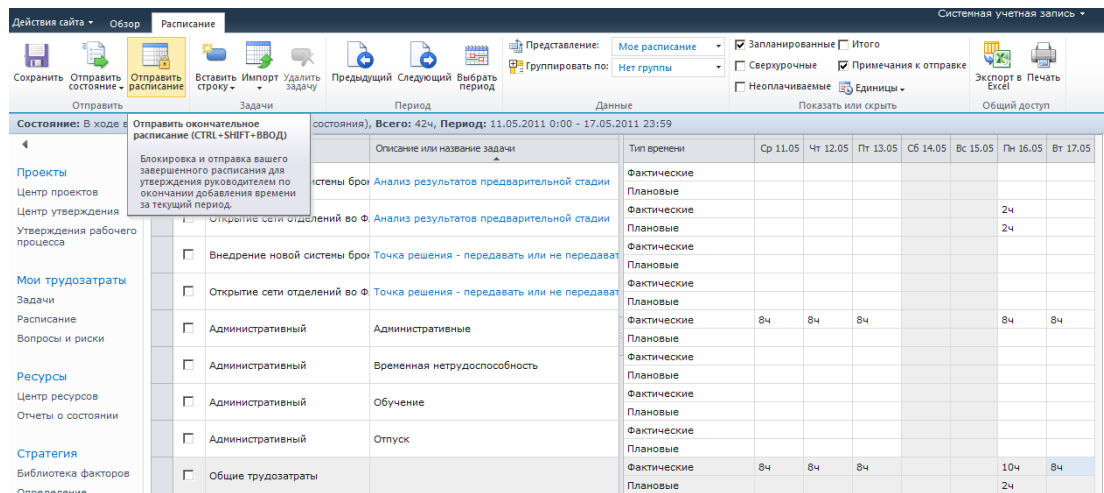 Системная учетная запись
Действия сайта Обзор Расписание
Сохранить Отправить состояние Отправить расписание
Вставить строку Импорт Удалить задачу
Предыдущий Следующий Выбрать период
Представление: Мое расписание
Группировать по: Нет группы
Запланированные Итого
Сверхурочные Примечания к отправке
Неоплачиваемые Единицы
Экспорт в Excel Печать
Отправить Задачи Период Данные Показать или скрыть Общий доступ
Состояние: В ходе состояния), Всего: 42ч, Период: 11.05.2011 0:00 - 17.05.2011 23:59
Отправить окончательное
расписание (CTRL+SHIFT+ВВОД)
Блокировка и отправка вашего
завершенного расписания для
утверждения руководителем по
окончании добавления времени
за текущий период.
Проекты
Центр проектов
Центр утверждения
Утверждения рабочего
процесса
Мои трудозатраты
Задачи
Расписание
Вопросы и риски
Ресурсы
Центр ресурсов
Отчеты о состоянии
Стратегия
Библиотека факторов
Определение
Описание или название задачи Тип времени Ср 11.05 Чт 12.05 Пт 13.05 Сб 14.05 Вс 15.05 Пн 16.05 Вт 17.05
Фактические
истемы брон Анализ результатов предварительной стадии
Плановые
Фактические 2ч
Открытие сети отделений во Ф. Анализ результатов предварительной стадии
Плановые 2ч
Фактические
Внедрение новой системы брон Точка решения - передавать или не передават
Плановые
Фактические
Открытие сети отделений во Ф. Точка решения - передавать или не передават
Плановые
Фактические 8ч 8ч 8ч 8ч 8ч
Административный Административные
Плановые
Фактические
Административный Временная нетрудоспособность
Плановые
Фактические
Административный Обучение
Плановые
Фактические
Административный Отпуск
Плановые
Фактические 8ч 8ч 8ч 10ч 8ч
Общие трудозатраты
Плановые 2ч